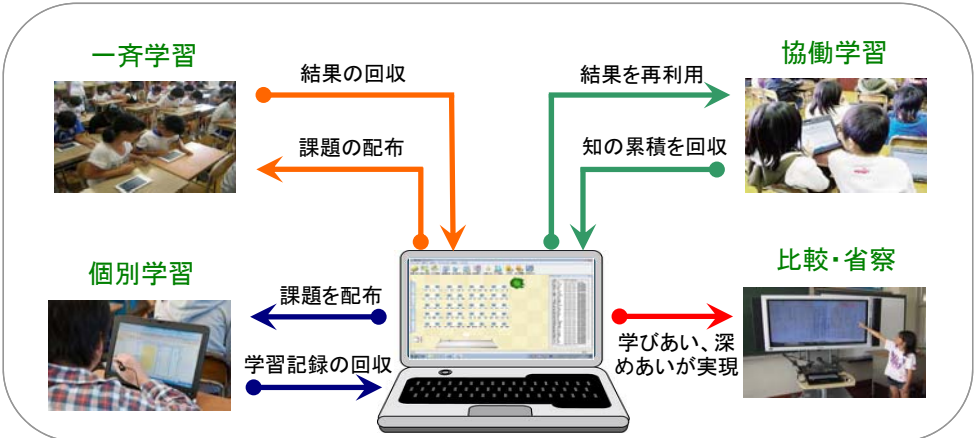 一斉学習
結果の回収
課題の配布
協働学習
結果を再利用
知の累積を回収
個別学習
課題を配布
学習記録の回収
比較・省察
学びあい、深
めあいが実現